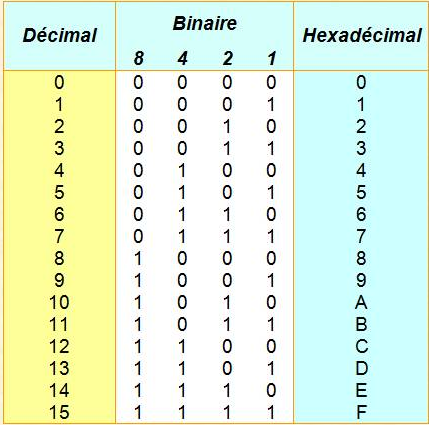 Décimal Binaire Hexadécimal
8 4 2 1
0 0 0 0 0 0
1 0 0 0 1 1
2 0 0 1 0 2
3 0 0 1 1 3
4 0 1 0 0 4
5 0 1 0 1 5
6 0 1 1 0 6
7 0 1 1 1 7
8 1 0 0 0 8
9 1 0 0 1 9
10 1 0 1 0 A
11 1 0 1 1 B
12 1 1 0 0 C
13 1 1 0 1 D
14 1 1 1 0 E
15 1 1 1 1 F